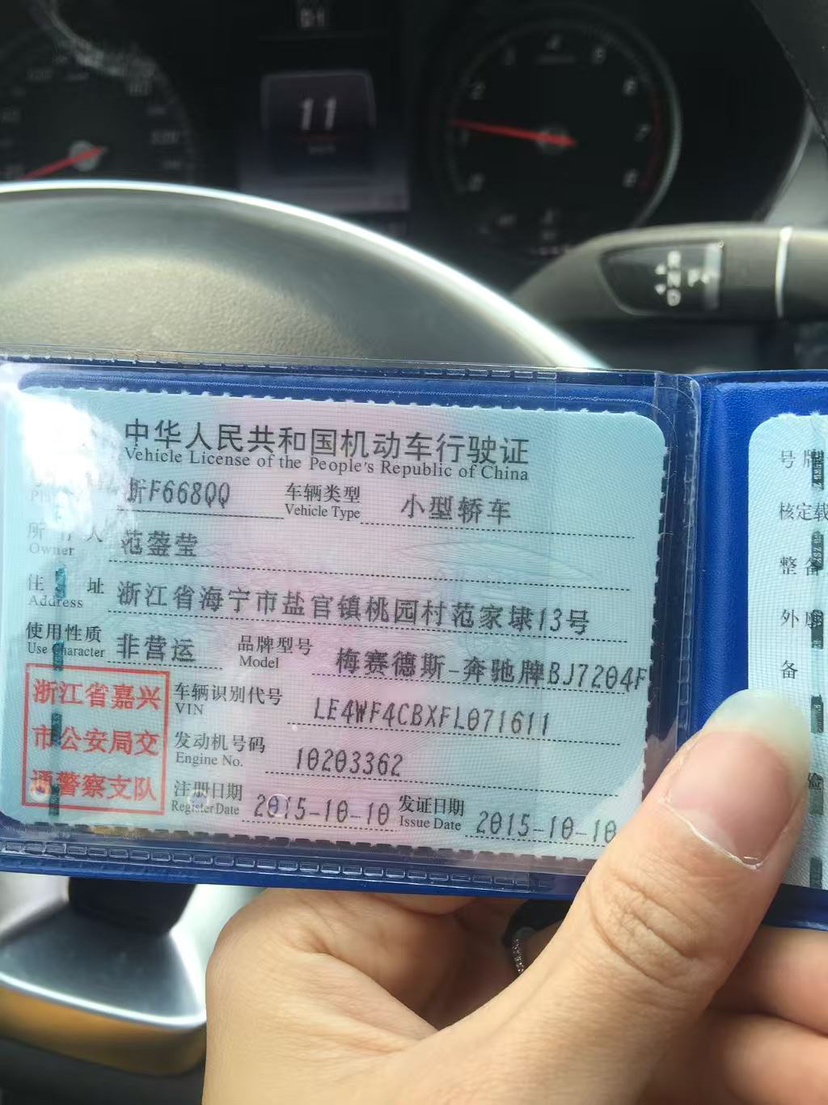 11
中华人民共和国机动车行驶证
Vehicle License of the People's Republic of China
浙F668QQ
车辆类型 小型轿车
Vehicle Type
所有人
Owner
住址 浙江省海宁市盐官镇桃园村范家埭13号
Address
使用性质 非营运
Use Character
品牌型号 梅赛德斯-奔驰牌BJ7204F
Model
浙江省嘉兴
市公安局交
通警察支队
车辆识别代号 LE4WF4CBXFL071611
VIN
发动机号码 10203362
Engine No.
注册日期 2015-10-10
Register Date
发证日期 2015-10-10
Issue Date
号牌
核定载
整备
外廓
备